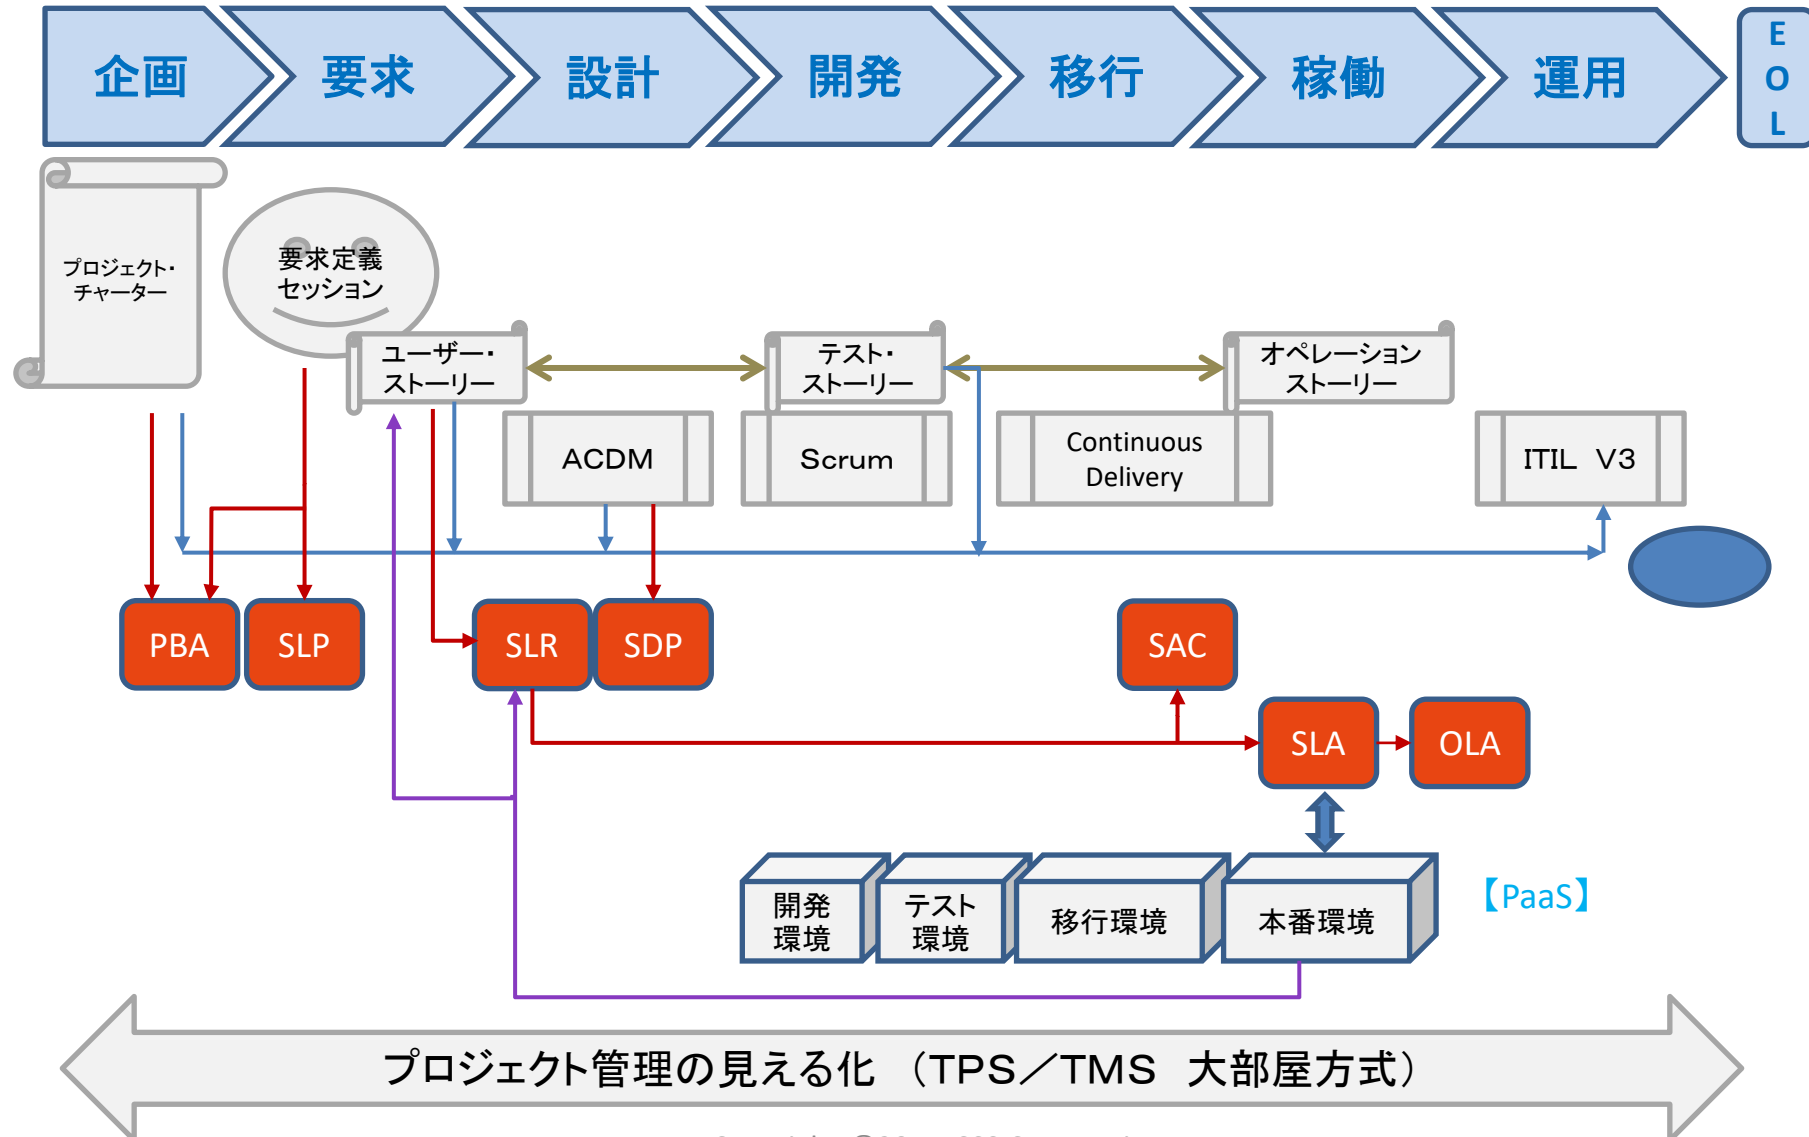 企画
要求
設計
開発
移行
稼働
運用
E
O
L
プロジェクト・
チャーター
要求定義
セッション
ユーザー・
ストーリー
テスト・
ストーリー
オペレーション
ストーリー
ACDM
Scrum
Continuous
Delivery
ITIL V3
PBA
SLP
SLR
SDP
SAC
SLA
OLA
開発
環境
テスト
環境
移行環境
本番環境
【PaaS】
プロジェクト管理の見える化 （TPS／TMS 大部屋方式）